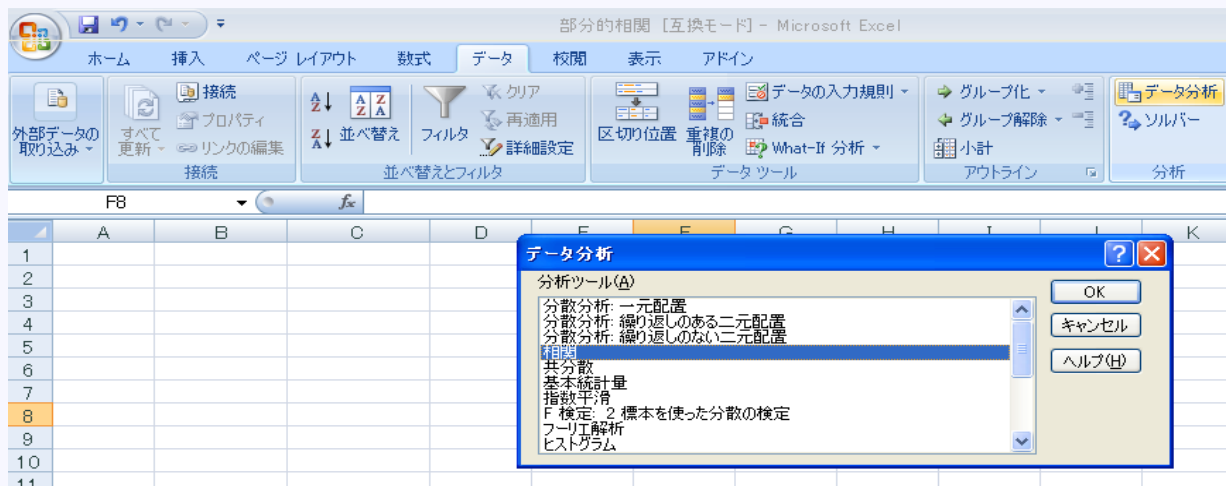 部分的相関 [互換モード] - Microsoft Excel
ホーム 挿入 ページ レイアウト 数式 データ 校閲 表示 アドイン
外部データの取り込み
すべて更新
接続
プロパティ
リンクの編集
接続
並べ替え
フィルタ
クリア
再適用
詳細設定
並べ替えとフィルタ
区切り位置
重複の削除
データの入力規則
統合
What-If 分析
データ ツール
グループ化
グループ解除
小計
アウトライン
データ分析
ソルバー
分析
F8
fx
A B C D E F G H I J K
1
2
3
4
5
6
7
8
9
10
11
データ分析
分析ツール(A)
分散分析: 一元配置
分散分析: 繰り返しのある二元配置
分散分析: 繰り返しのない二元配置
相関
共分散
基本統計量
指数平滑
F 検定: 2 標本を使った分散の検定
フーリエ解析
ヒストグラム
OK
キャンセル
ヘルプ(H)